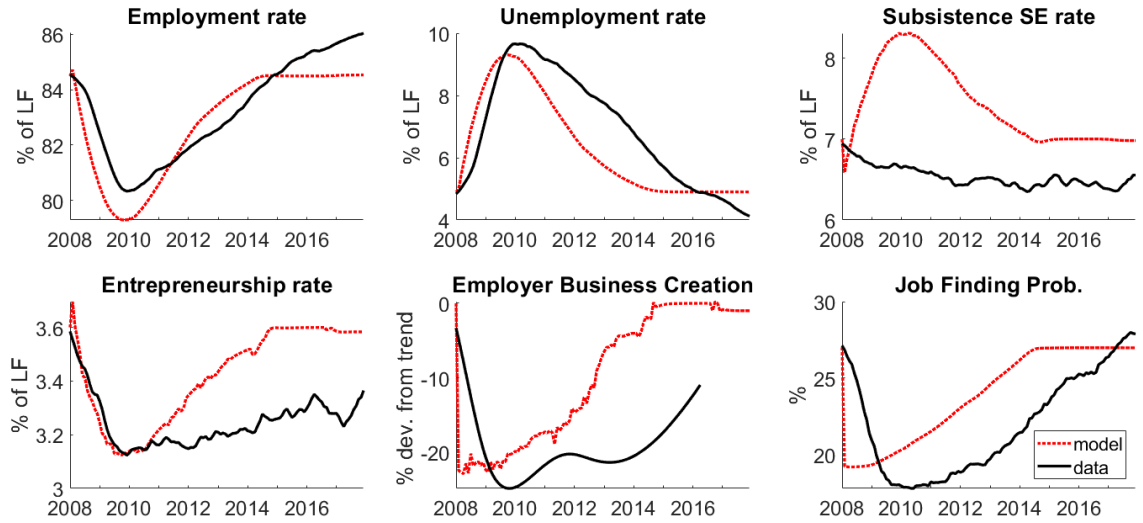 Employment rate
Unemployment rate
Subsistence SE rate
86
84
82
80
% of LF
2008 2010 2012 2014 2016
10
8
6
4
% of LF
2008 2010 2012 2014 2016
8
7
6
% of LF
2008 2010 2012 2014 2016
Entrepreneurship rate
Employer Business Creation
Job Finding Prob.
3.6
3.4
3.2
3
% of LF
2008 2010 2012 2014 2016
0
-10
-20
% dev. from trend
2008 2010 2012 2014 2016
30
25
20
%
2008 2010 2012 2014 2016
model
data